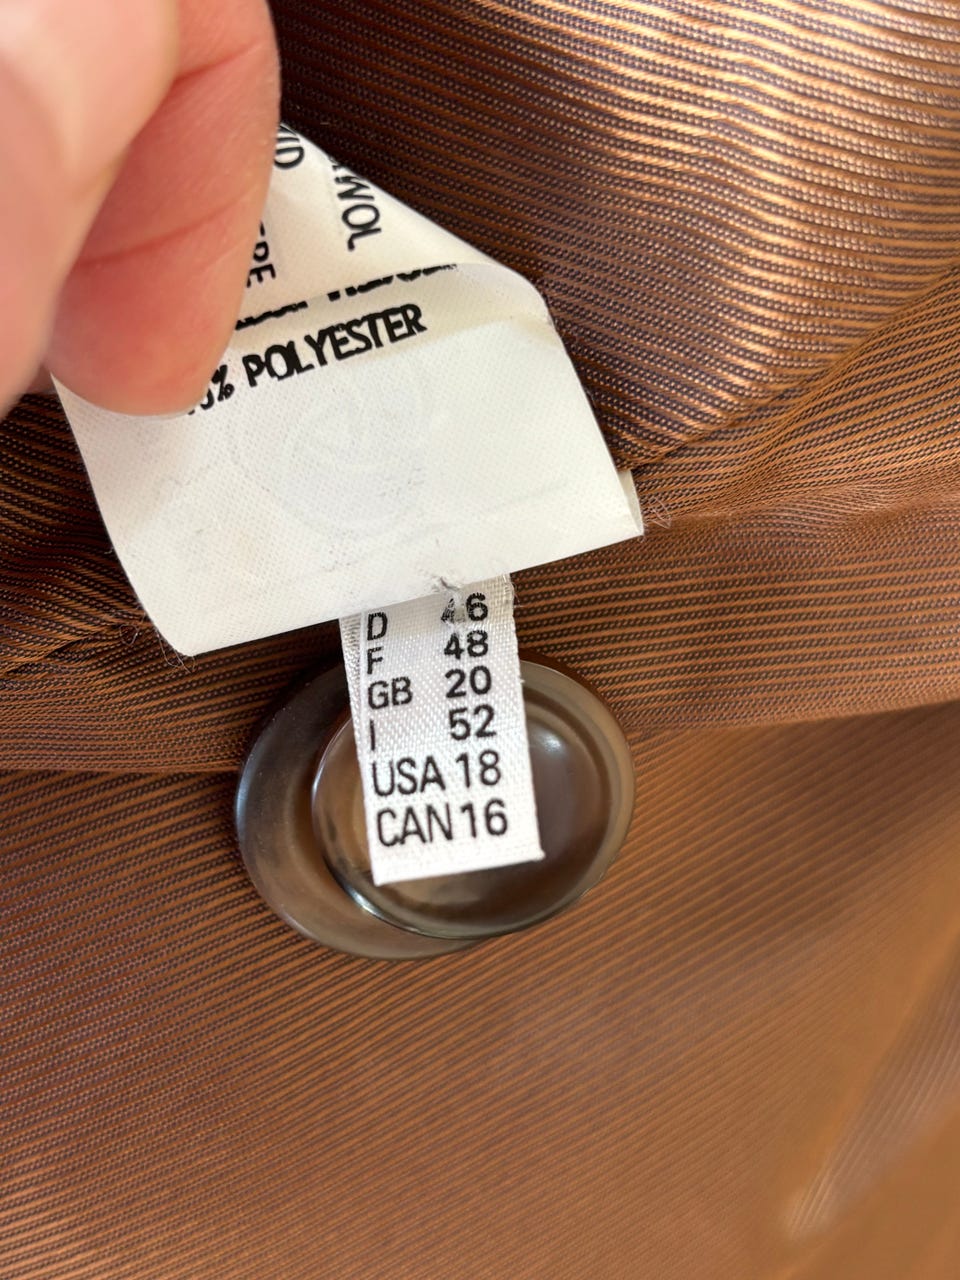 % POLYESTER
D 46
F 48
GB 20
I 52
USA 18
CAN 16